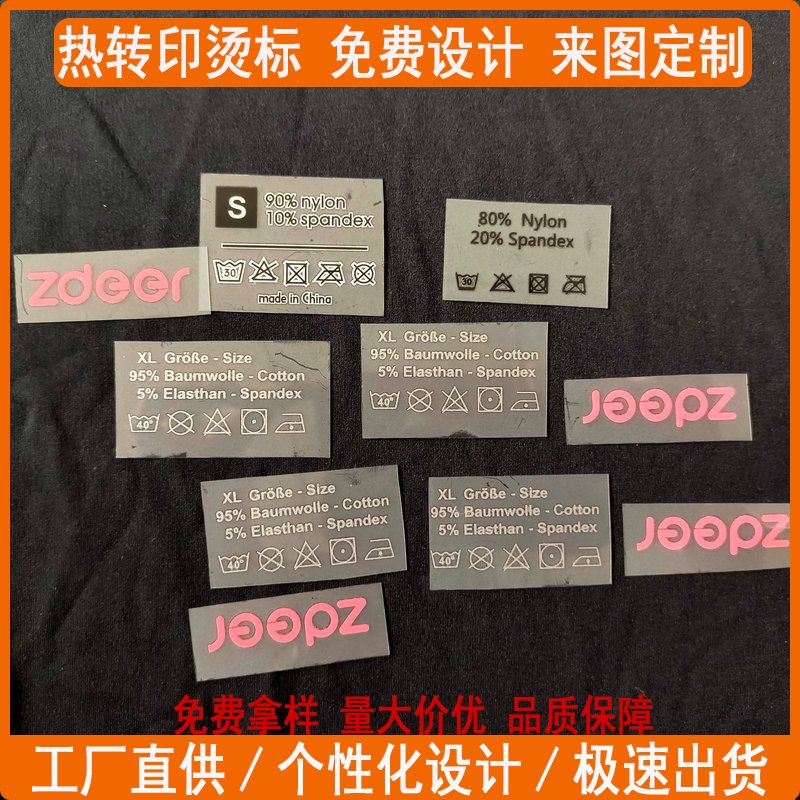 热转印烫标 免费设计 来图定制
S
90% nylon
10% spandex
30°
made in China
80% Nylon
20% Spandex
30
zdeer
XL Größe - Size
95% Baumwolle - Cotton
5% Elasthan - Spandex
40°
XL Größe - Size
95% Baumwolle - Cotton
5% Elasthan - Spandex
40°
zdeer
XL Größe - Size
95% Baumwolle - Cotton
5% Elasthan - Spandex
40°
XL Größe - Size
95% Baumwolle - Cotton
5% Elasthan - Spandex
40°
zdeer
zdeer
免费拿样 量大价优 品质保障
工厂直供 / 个性化设计 / 极速出货